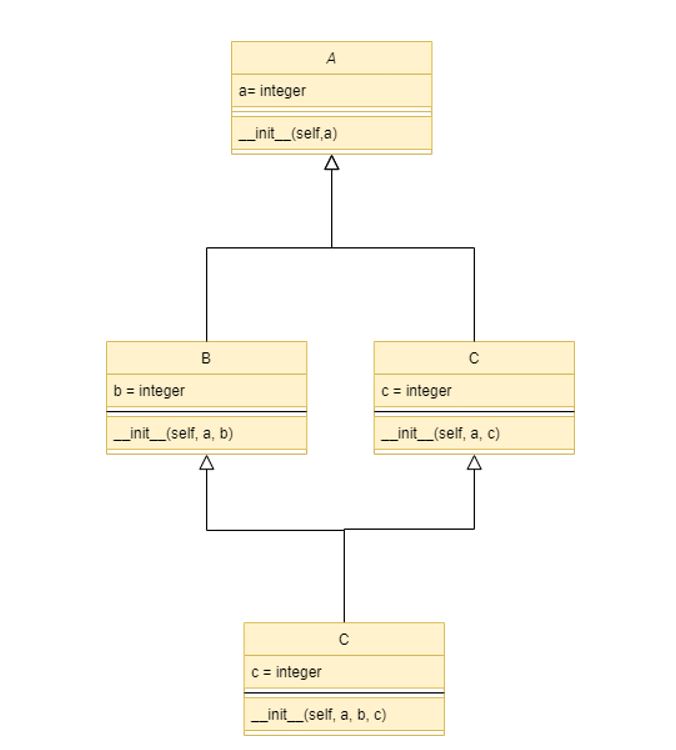 A
a= integer
__init__(self,a)
B
b = integer
__init__(self, a, b)
C
c = integer
__init__(self, a, c)
C
c = integer
__init__(self, a, b, c)